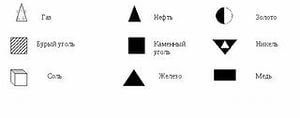 Газ
Нефть
Золото
Бурый уголь
Каменный
уголь
Никель
Соль
Железо
Медь